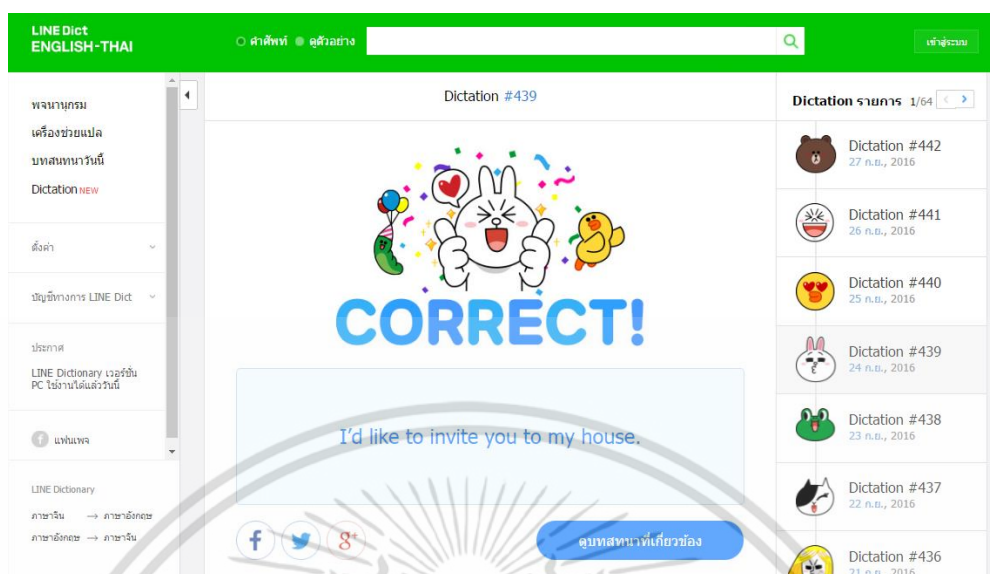 LINE Dict
ENGLISH-THAI
คำศัพท์ ดูตัวอย่าง
เข้าสู่ระบบ
พจนานุกรม
เครื่องช่วยแปล
บทสนทนาวันนี้
Dictation NEW
ตั้งค่า
บัญชีทางการ LINE Dict
ประกาศ
LINE Dictionary เวอร์ชั่น
PC ใช้งานได้แล้ววันนี้
แฟนเพจ
LINE Dictionary
ภาษาจีน → ภาษาอังกฤษ
ภาษาอังกฤษ → ภาษาจีน
Dictation #439
CORRECT!
I'd like to invite you to my house.
f
8+
ดูบทสนทนาที่เกี่ยวข้อง
Dictation รายการ 1/64
Dictation #442
27 ก.ย., 2016
Dictation #441
26 ก.ย., 2016
Dictation #440
25 ก.ย., 2016
Dictation #439
24 ก.ย., 2016
Dictation #438
23 ก.ย., 2016
Dictation #437
22 ก.ย., 2016
Dictation #436
21 ก.ย., 2016